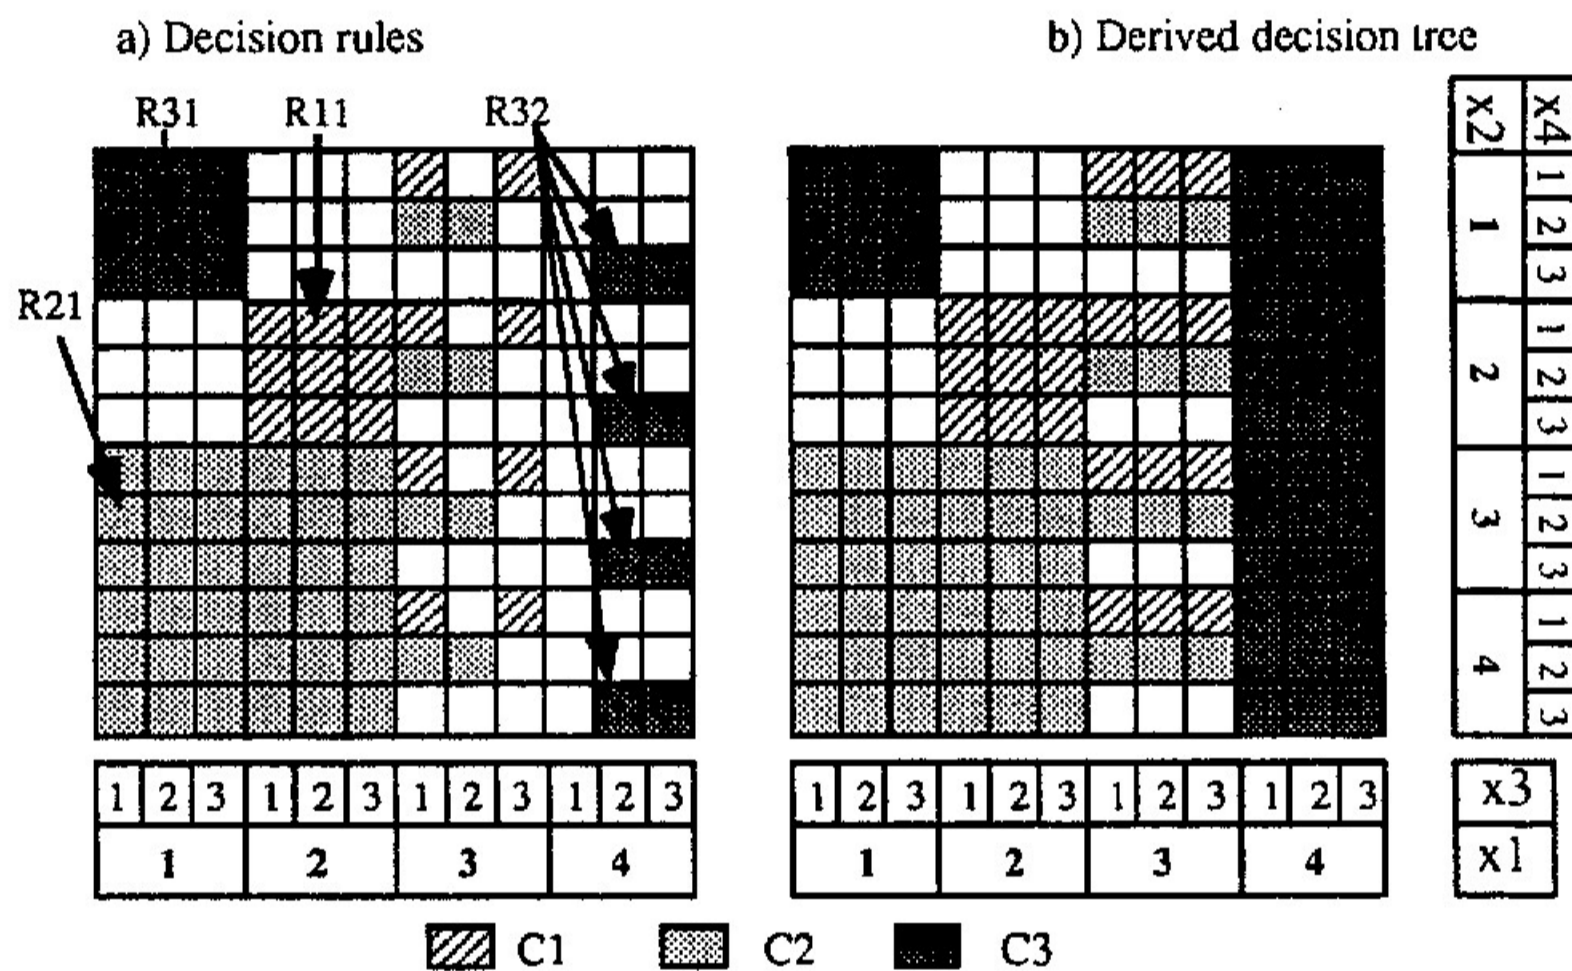 a) Decision rules
b) Derived decision tree
R31 R11 R32
R21
x2 x4
1 1 2 3
2 1 2 3
3 1 2 3
4 1 2 3
1 2 3 1 2 3 1 2 3 1 2 3
1 2 3 4
1 2 3 1 2 3 1 2 3 1 2 3
1 2 3 4
x3
x1
C1 C2 C3